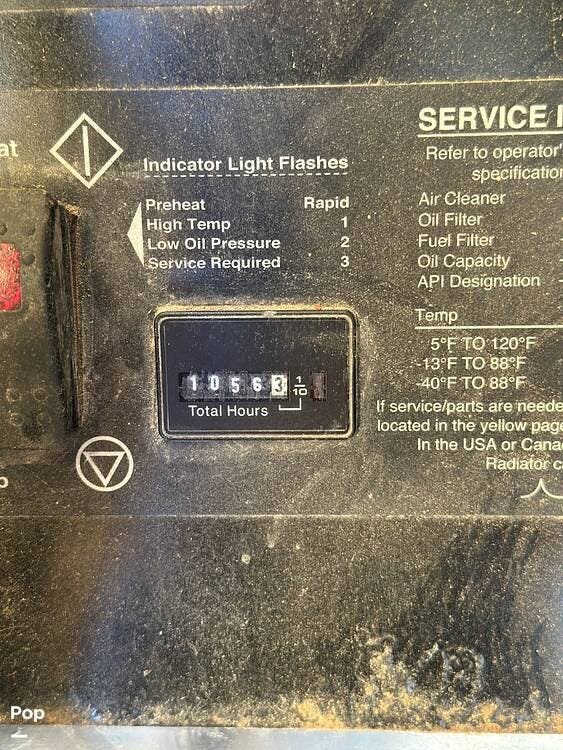 at
Indicator Light Flashes
Preheat Rapid
High Temp 1
Low Oil Pressure 2
Service Required 3
SERVICE I
Refer to operator'
specification
Air Cleaner
Oil Filter
Fuel Filter
Oil Capacity
API Designation
Temp
5°F TO 120°F
-13°F TO 88°F
-40°F TO 88°F
If service/parts are neede
located in the yellow page
In the USA or Canad
Radiator ca
10563 1/10
Total Hours
p
Pop